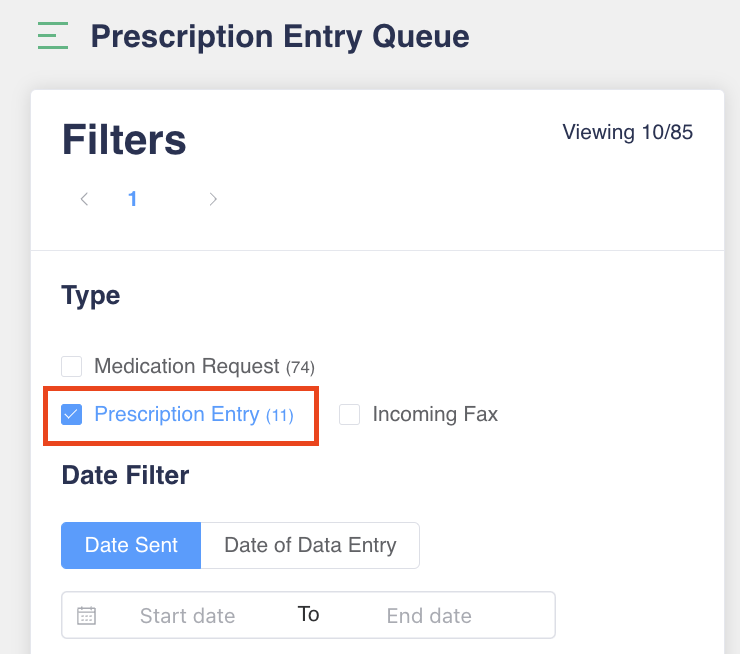 Prescription Entry Queue
Filters
Viewing 10/85
1
Type
Medication Request (74)
Prescription Entry (11)
Incoming Fax
Date Filter
Date Sent
Date of Data Entry
Start date To End date